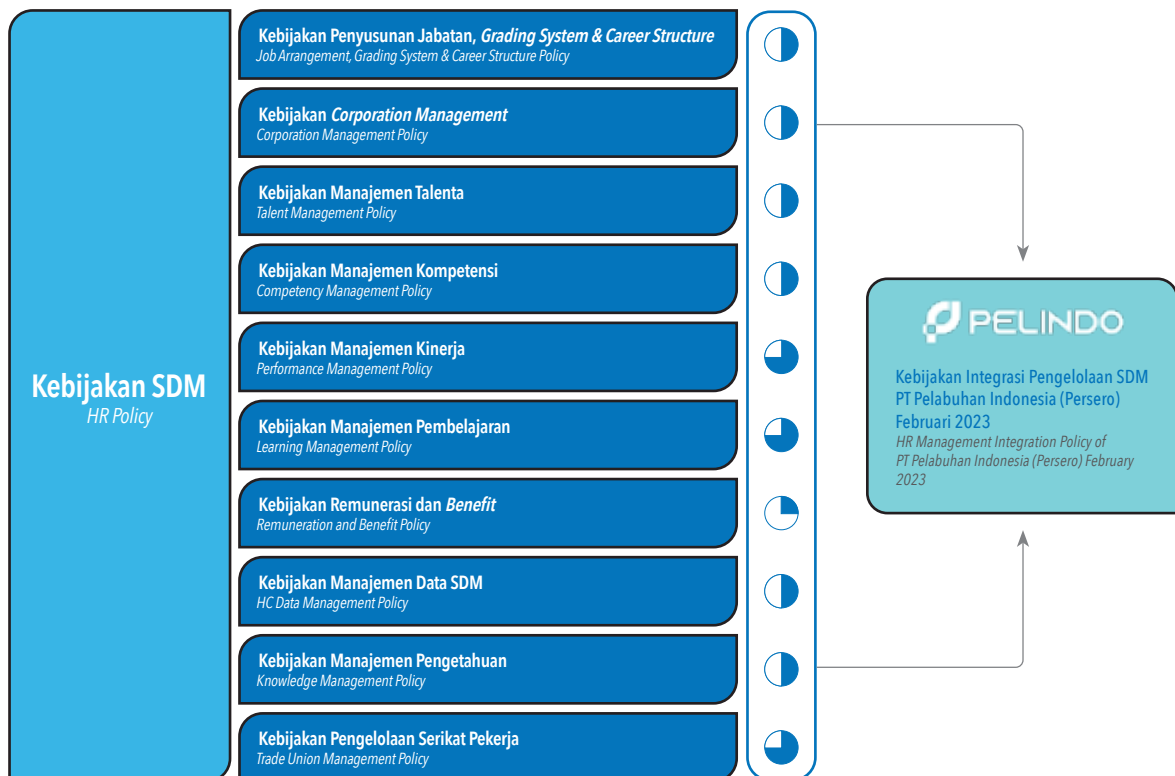 Kebijakan SDM
HR Policy
Kebijakan Penyusunan Jabatan, Grading System & Career Structure
Job Arrangement, Grading System & Career Structure Policy
Kebijakan Corporation Management
Corporation Management Policy
Kebijakan Manajemen Talenta
Talent Management Policy
Kebijakan Manajemen Kompetensi
Competency Management Policy
Kebijakan Manajemen Kinerja
Performance Management Policy
Kebijakan Manajemen Pembelajaran
Learning Management Policy
Kebijakan Remunerasi dan Benefit
Remuneration and Benefit Policy
Kebijakan Manajemen Data SDM
HC Data Management Policy
Kebijakan Manajemen Pengetahuan
Knowledge Management Policy
Kebijakan Pengelolaan Serikat Pekerja
Trade Union Management Policy
PELINDO
Kebijakan Integrasi Pengelolaan SDM
PT Pelabuhan Indonesia (Persero)
Februari 2023
HR Management Integration Policy of
PT Pelabuhan Indonesia (Persero) February
2023